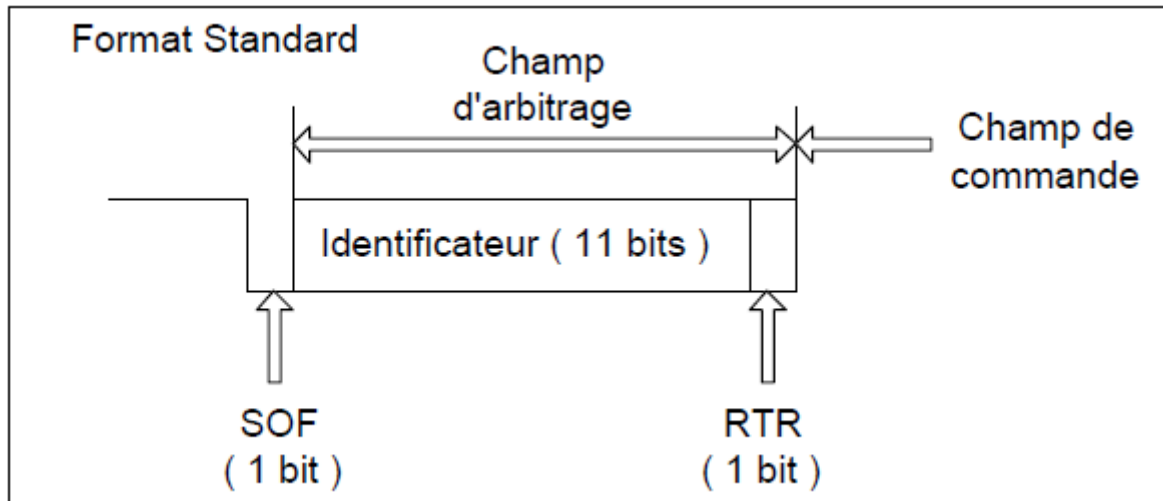 Format Standard
Champ
d'arbitrage
Champ de
commande
Identificateur ( 11 bits )
SOF
( 1 bit )
RTR
( 1 bit )